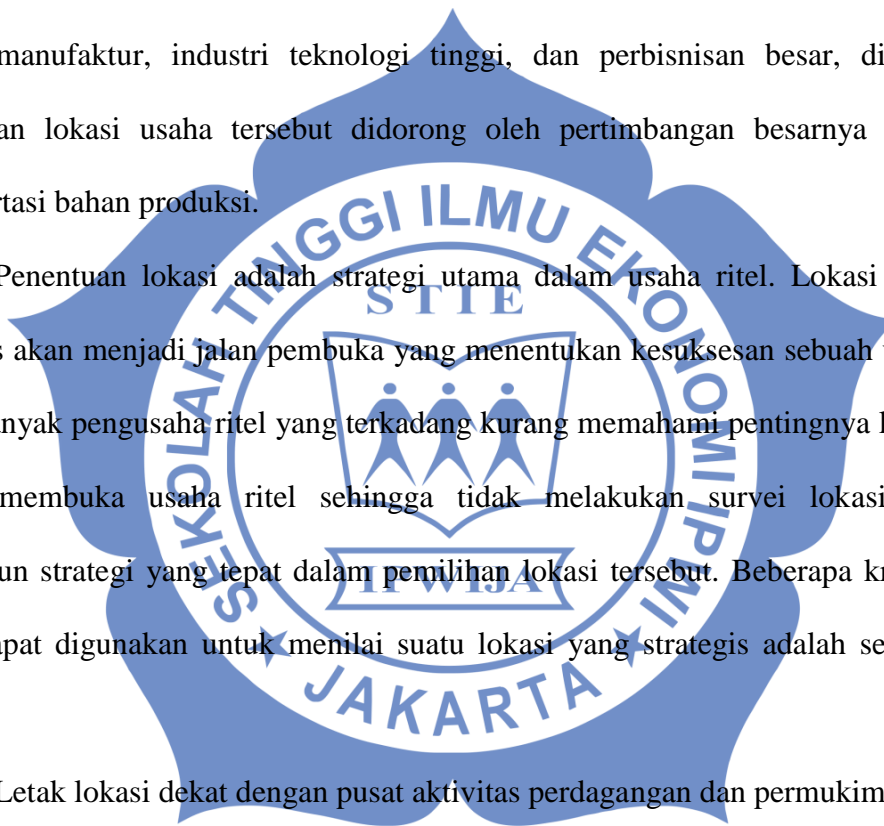 manufaktur, industri teknologi tinggi, dan perbisnisan besar, di
an lokasi usaha tersebut didorong oleh pertimbangan besarnya
rtasi bahan produksi.
Penentuan lokasi adalah strategi utama dalam usaha ritel. Lokasi
s akan menjadi jalan pembuka yang menentukan kesuksesan sebuah
anyak pengusaha ritel yang terkadang kurang memahami pentingnya
membuka usaha ritel sehingga tidak melakukan survei lokasi
un strategi yang tepat dalam pemilihan lokasi tersebut. Beberapa kr
apat digunakan untuk menilai suatu lokasi yang strategis adalah se
Letak lokasi dekat dengan pusat aktivitas perdagangan dan permukim
SEKOLAH TINGGI ILMU EKONOMI IPWI
STIE
IPWIJA
JAKARTA